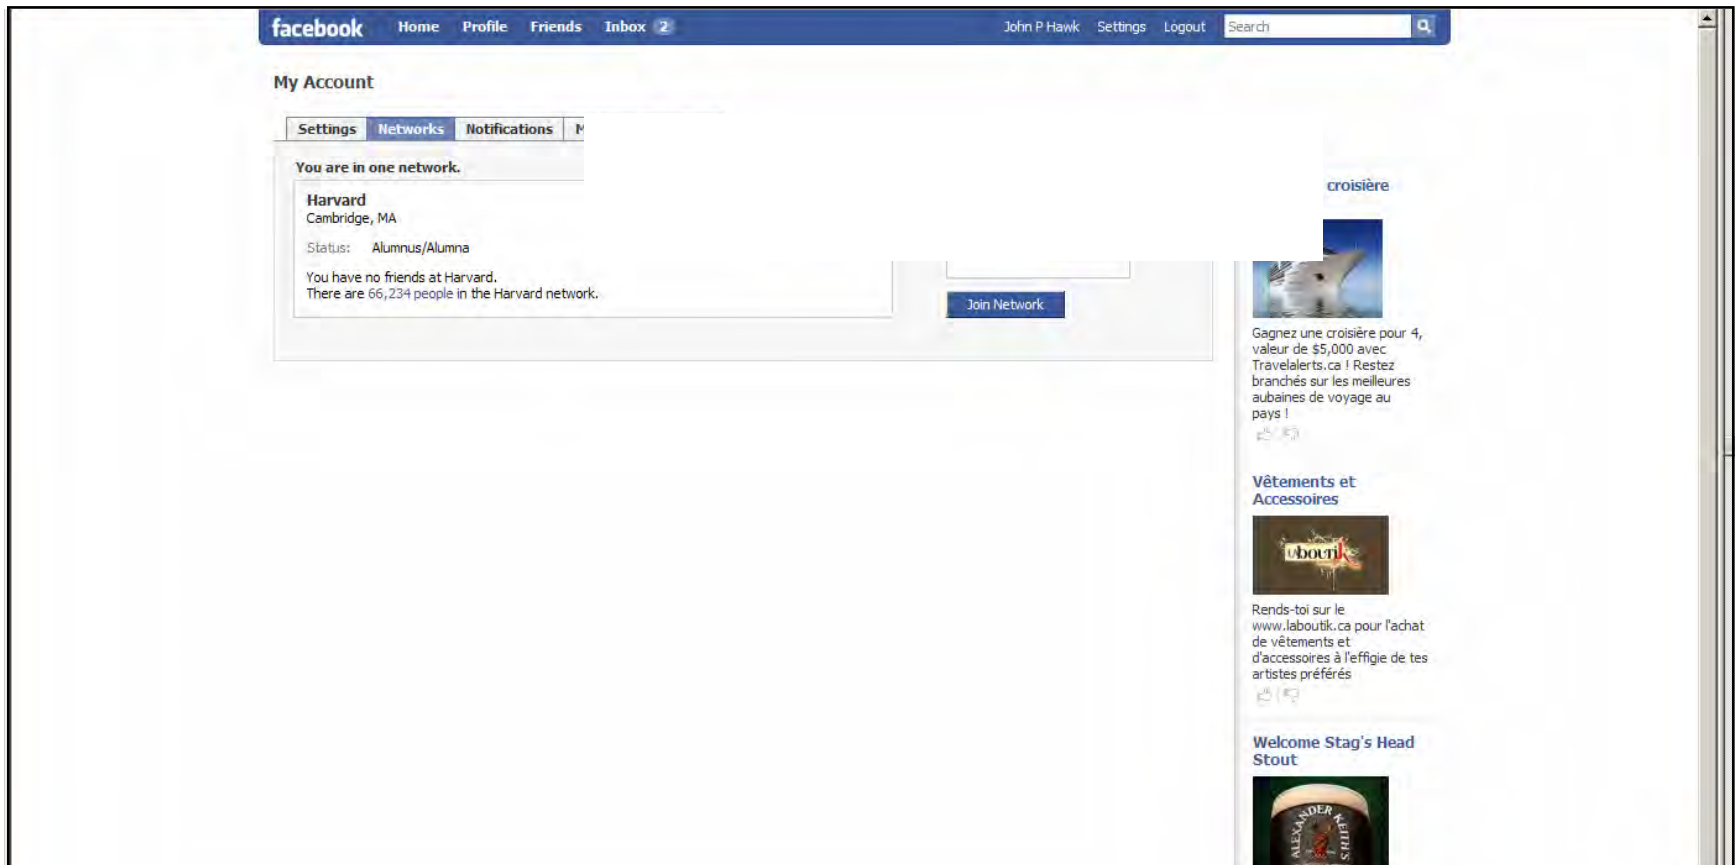 facebook Home Profile Friends Inbox 2 John P Hawk Settings Logout Search
My Account
Settings Networks Notifications
You are in one network.
Harvard
Cambridge, MA
Status: Alumnus/Alumna
You have no friends at Harvard.
There are 66,234 people in the Harvard network.
Join Network
croisière
Gagnez une croisière pour 4,
valeur de $5,000 avec
Travelalerts.ca ! Restez
branchés sur les meilleures
aubaines de voyage au
pays !
Vêtements et
Accessoires
LABOUTIK
Rends-toi sur le
www.laboutik.ca pour l'achat
de vêtements et
d'accessoires à l'effigie de tes
artistes préférés
Welcome Stag's Head
Stout
ALEXANDER KEITH'S